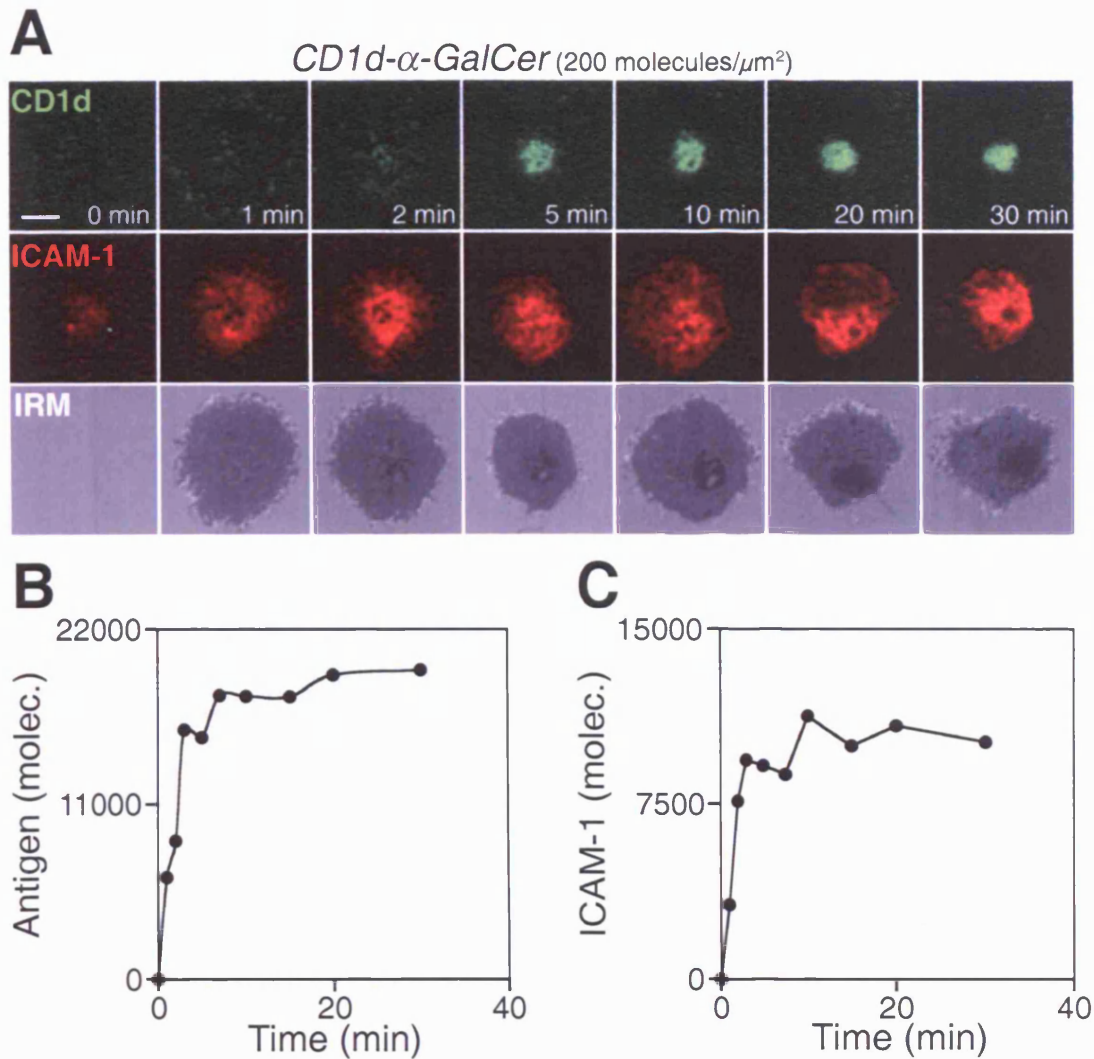 A
CD1d-α-GalCer (200 molecules/μm²)
CD1d
0 min
1 min
2 min
5 min
10 min
20 min
30 min
ICAM-1
IRM
B
22000
11000
0
Antigen (molec.)
0
20
40
Time (min)
C
15000
7500
0
ICAM-1 (molec.)
0
20
40
Time (min)